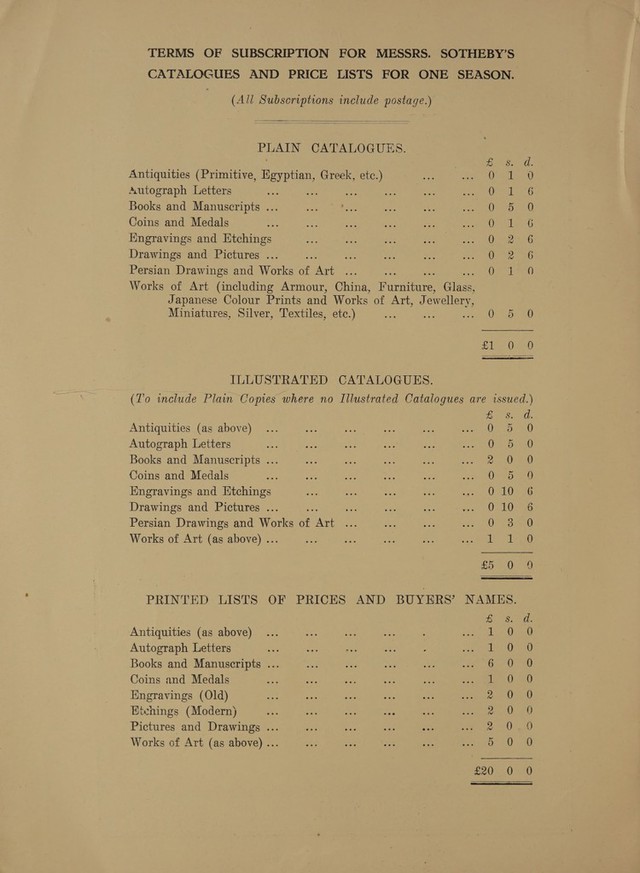 TERMS OF SUBSCRIPTION FOR MESSRS. SOTHEBY'S
CATALOGUES AND PRICE LISTS FOR ONE SEASON.
(All Subscriptions include postage.)
PLAIN CATALOGUES.
£ s. d.
Antiquities (Primitive, Egyptian, Greek, etc.) ... ... 0 1 0
Autograph Letters ... ... ... ... ... ... 0 1 6
Books and Manuscripts ... ... ... ... ... ... 0 5 0
Coins and Medals ... ... ... ... ... ... 0 1 6
Engravings and Etchings ... ... ... ... ... 0 2 6
Drawings and Pictures ... ... ... ... ... ... 0 2 6
Persian Drawings and Works of Art ... ... ... ... 0 1 0
Works of Art (including Armour, China, Furniture, Glass,
Japanese Colour Prints and Works of Art, Jewellery,
Miniatures, Silver, Textiles, etc.) ... ... ... 0 5 0
£1 0 0
ILLUSTRATED CATALOGUES.
(To include Plain Copies where no Illustrated Catalogues are issued.)
£ s. d.
Antiquities (as above) ... ... ... ... ... ... 0 5 0
Autograph Letters ... ... ... ... ... ... 0 5 0
Books and Manuscripts ... ... ... ... ... ... 2 0 0
Coins and Medals ... ... ... ... ... ... 0 5 0
Engravings and Etchings ... ... ... ... ... 0 10 6
Drawings and Pictures ... ... ... ... ... ... 0 10 6
Persian Drawings and Works of Art ... ... ... ... 0 3 0
Works of Art (as above) ... ... ... ... ... ... 1 1 0
£5 0 0
PRINTED LISTS OF PRICES AND BUYERS' NAMES.
£ s. d.
Antiquities (as above) ... ... ... ... . ... 1 0 0
Autograph Letters ... ... ... ... . ... 1 0 0
Books and Manuscripts ... ... ... ... ... ... 6 0 0
Coins and Medals ... ... ... ... ... ... 1 0 0
Engravings (Old) ... ... ... ... ... ... 2 0 0
Etchings (Modern) ... ... ... ... ... ... 2 0 0
Pictures and Drawings ... ... ... ... ... ... 2 0 0
Works of Art (as above) ... ... ... ... ... ... 5 0 0
£20 0 0